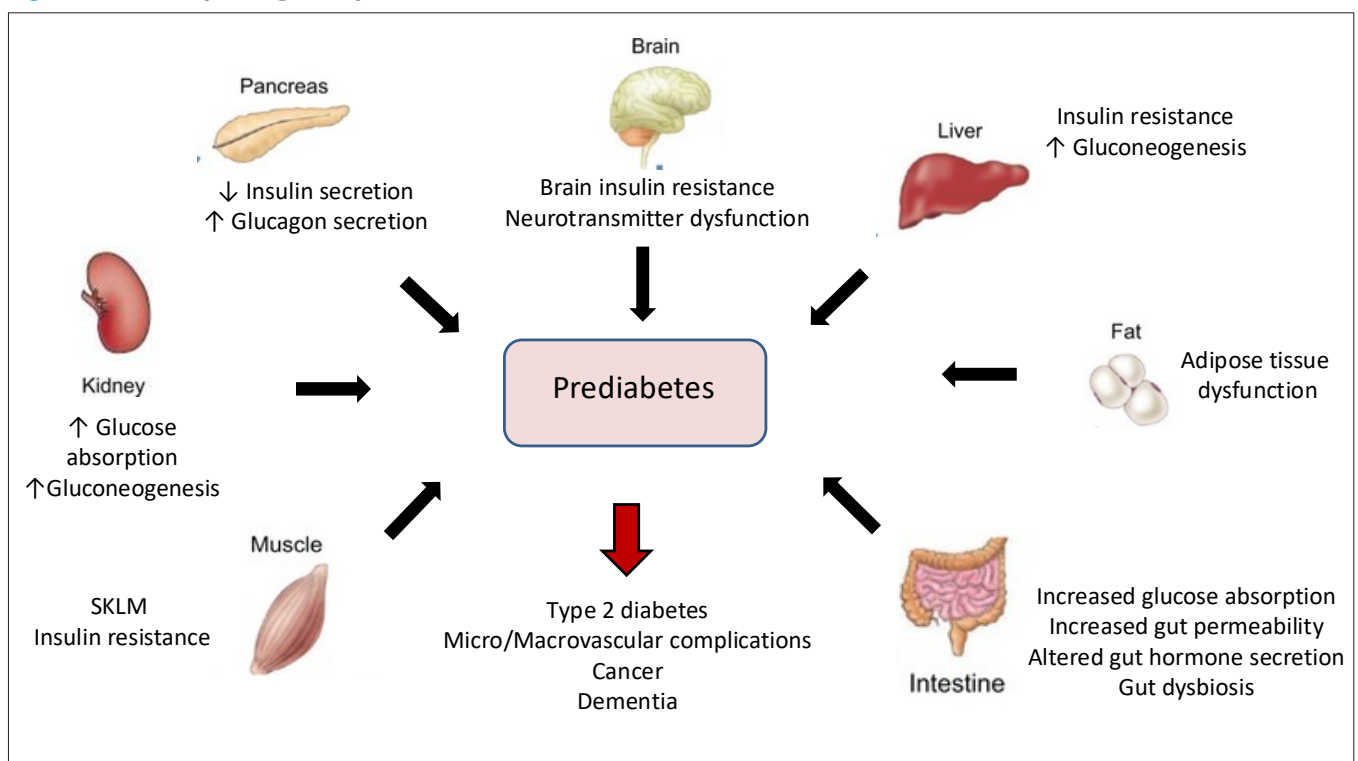 Brain
Pancreas
Liver
Insulin resistance
↑ Gluconeogenesis
↓ Insulin secretion
↑ Glucagon secretion
Brain insulin resistance
Neurotransmitter dysfunction
Fat
Adipose tissue
dysfunction
Kidney
↑ Glucose
absorption
↑Gluconeogenesis
Prediabetes
Muscle
SKLM
Insulin resistance
Type 2 diabetes
Micro/Macrovascular complications
Cancer
Dementia
Intestine
Increased glucose absorption
Increased gut permeability
Altered gut hormone secretion
Gut dysbiosis